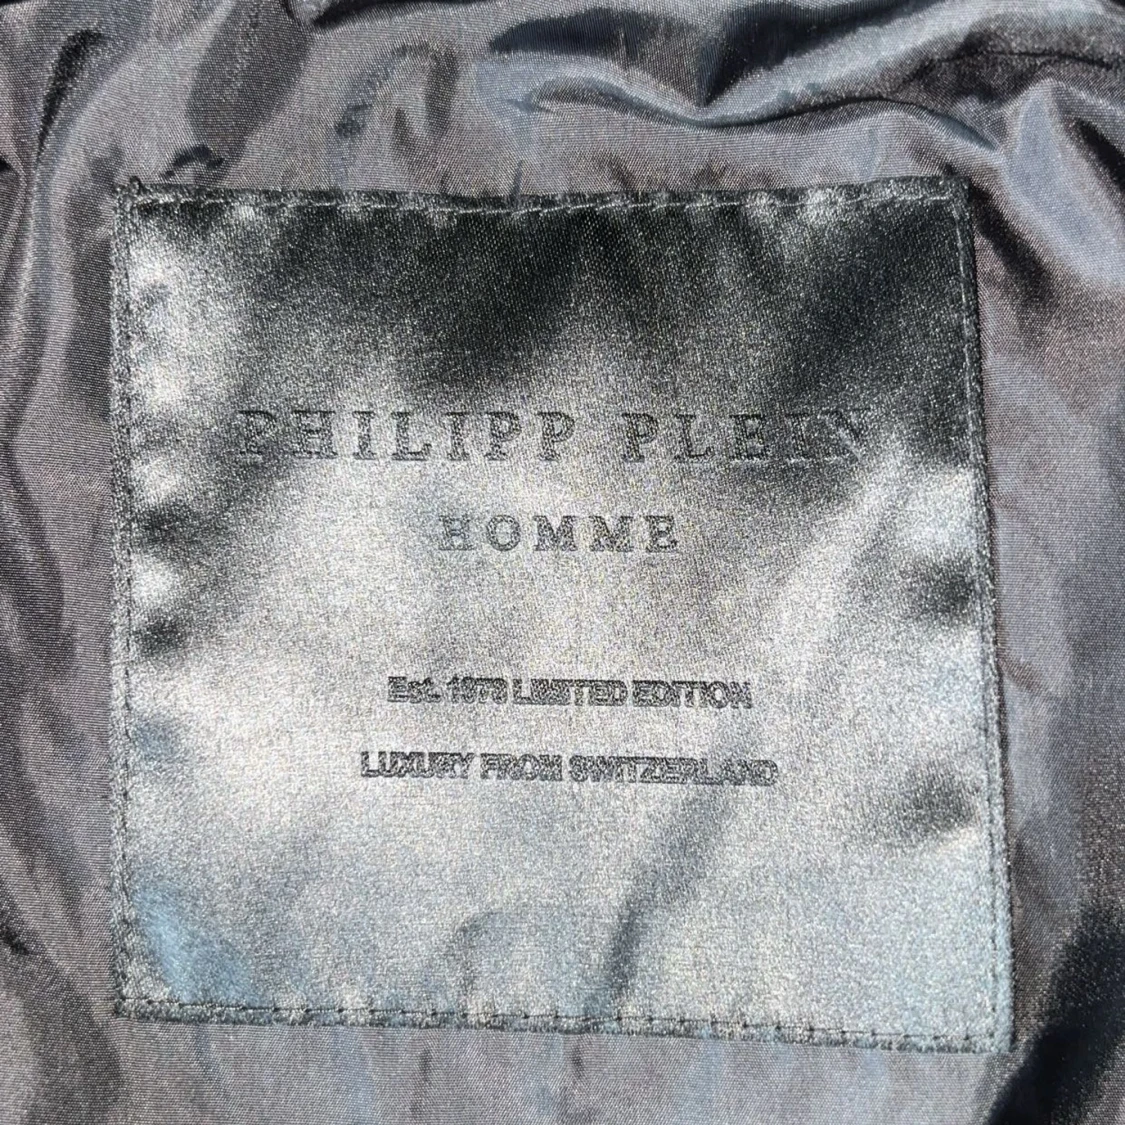 PHILIPP PLEIN
HOMME
Est. 1978 LIMITED EDITION
LUXURY FROM SWITZERLAND